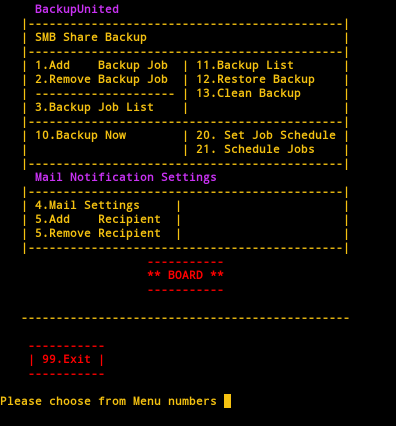 BackupUnited
|----------------------------------------------|
| SMB Share Backup |
|----------------------------------------------|
| 1.Add    Backup Job  | 11.Backup List |
| 2.Remove Backup Job  | 12.Restore Backup |
| -------------------- | 13.Clean Backup |
| 3.Backup Job List    | |
|----------------------------------------------|
| 10.Backup Now        | 20. Set Job Schedule |
|                      | 21. Schedule Jobs |
|----------------------------------------------|
Mail Notification Settings
|----------------------------------------------|
| 4.Mail Settings     | |
| 5.Add    Recipient  | |
| 5.Remove Recipient  | |
|----------------------------------------------|
-----------
** BOARD **
-----------
-----------------------------------------------
-----------
| 99.Exit |
-----------
Please choose from Menu numbers